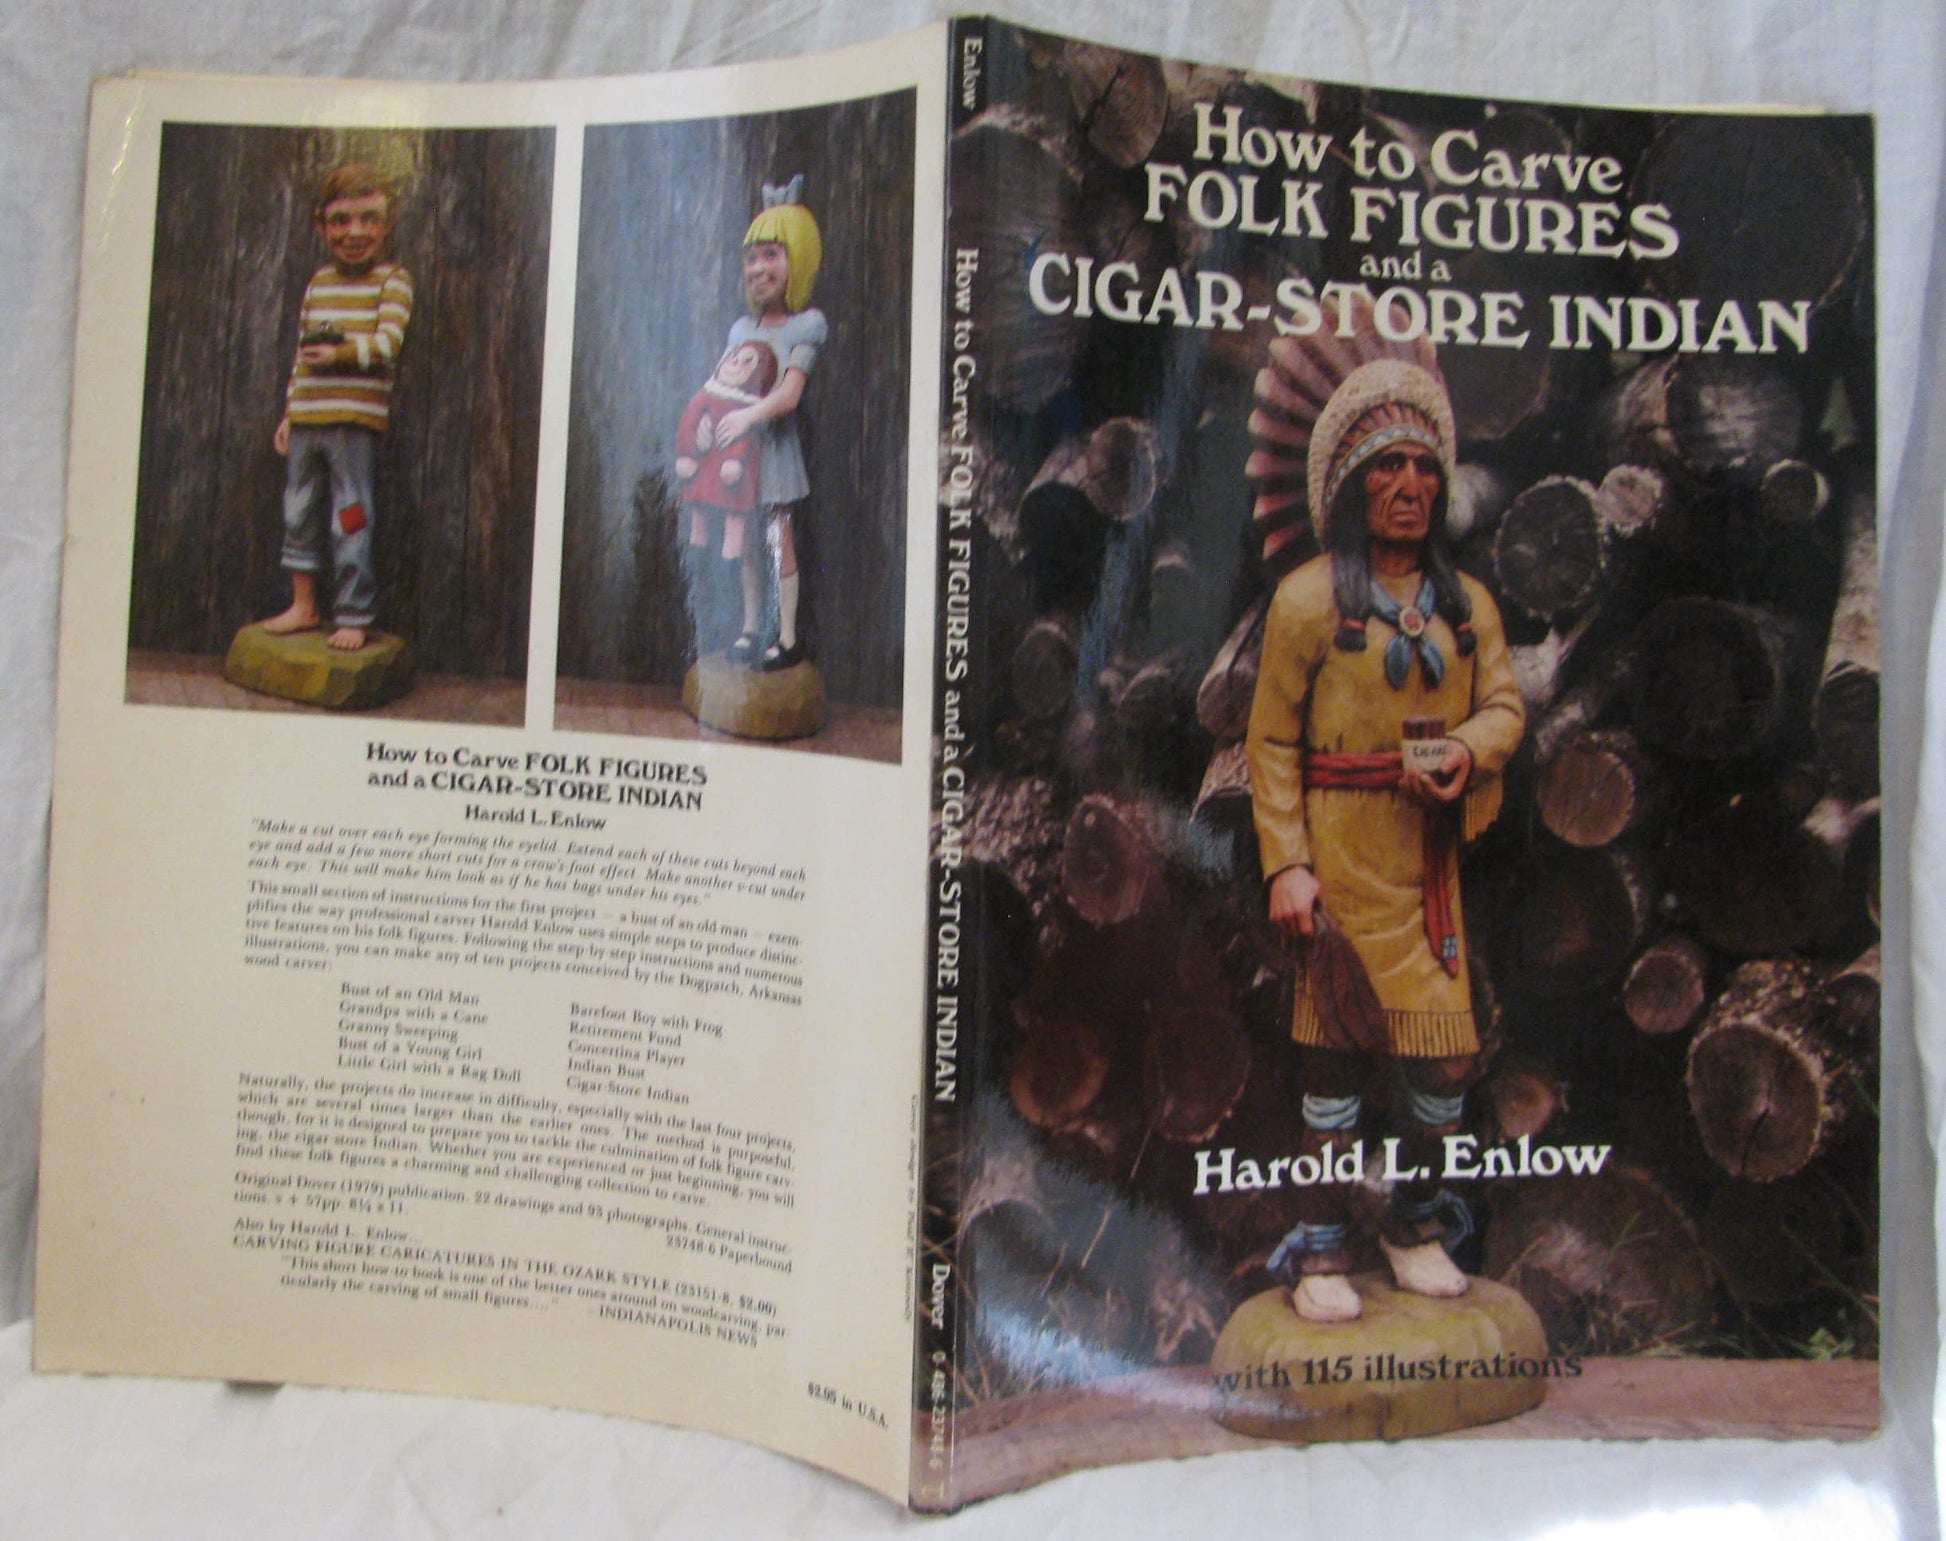 How to Carve FOLK FIGURES
and a CIGAR-STORE INDIAN
Harold L. Enlow
"Make a cut over each eye forming the eyelid. Extend each of these cuts beyond each
eye and add a few more short cuts for a crow's-foot effect. Make another v-cut under
each eye. This will make him look as if he has bags under his eyes."
This small section of instructions for the first project — a bust of an old man — exem-
plifies the way professional carver Harold Enlow uses simple steps to produce distinc-
tive features on his folk figures. Following the step-by-step instructions and numerous
illustrations, you can make any of ten projects conceived by the Dogpatch, Arkansas
wood carver:
Bust of an Old Man
Grandpa with a Cane
Granny Sweeping
Bust of a Young Girl
Little Girl with a Rag Doll
Barefoot Boy with Frog
Retirement Fund
Concertina Player
Indian Bust
Cigar-Store Indian
Naturally, the projects do increase in difficulty, especially with the last four projects,
which are several times larger than the earlier ones. The method is purposeful,
though, for it is designed to prepare you to tackle the culmination of folk figure carv-
ing, the cigar-store Indian. Whether you are experienced or just beginning, you will
find these folk figures a charming and challenging collection to carve.
Original Dover (1979) publication. 22 drawings and 93 photographs. General instruc-
tions. v + 57pp. 8¼ x 11.
23748-6 Paperbound
Also by Harold L. Enlow...
CARVING FIGURE CARICATURES IN THE OZARK STYLE (23151-8, $2.00)
"This short how-to book is one of the better ones around on woodcarving, par-
ticularly the carving of small figures...."
—INDIANAPOLIS NEWS
$2.95 in U.S.A.
Cover design by Paul E. Kennedy
Enlow
How to Carve FOLK FIGURES and a CIGAR-STORE INDIAN
Dover
0-486-23748-6
How to Carve
FOLK FIGURES
and a
CIGAR-STORE INDIAN
CIGARS
Harold L. Enlow
with 115 illustrations